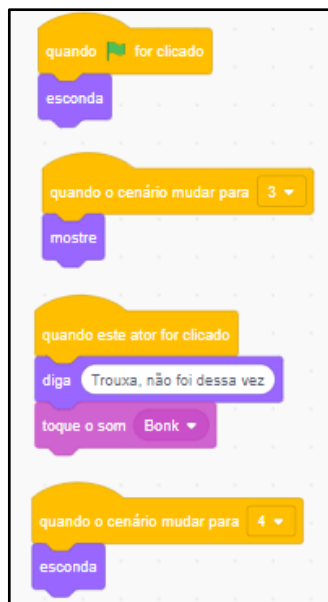 quando for clicado
esconda
quando o cenário mudar para 3
mostre
quando este ator for clicado
diga Trouxa, não foi dessa vez
toque o som Bonk
quando o cenário mudar para 4
esconda